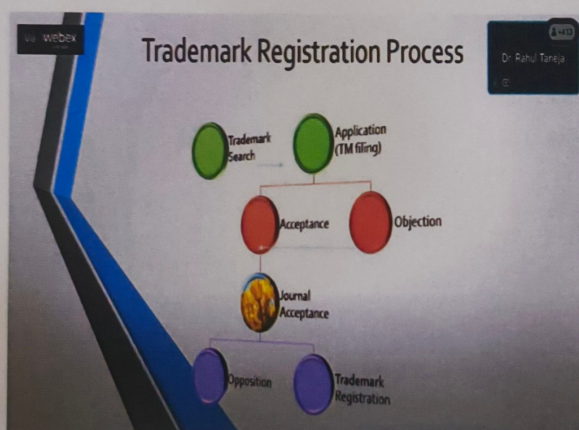 webex
Trademark Registration Process
Dr. Rahul Taneja
Trademark
Search
Application
(TM filing)
Acceptance
Objection
Journal
Acceptance
Opposition
Trademark
Registration